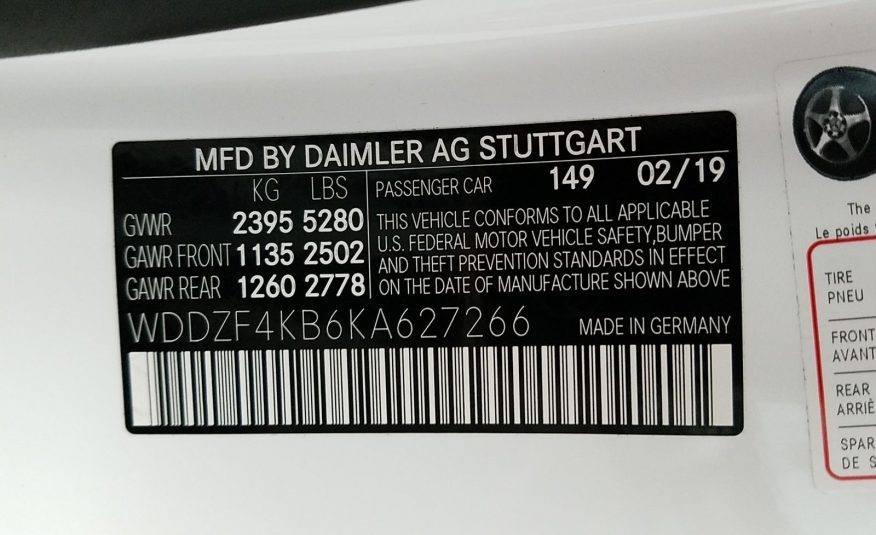 MFD BY DAIMLER AG STUTTGART
KG LBS
GVWR 2395 5280
GAWR FRONT 1135 2502
GAWR REAR 1260 2778
PASSENGER CAR 149 02/19
THIS VEHICLE CONFORMS TO ALL APPLICABLE
U.S. FEDERAL MOTOR VEHICLE SAFETY,BUMPER
AND THEFT PREVENTION STANDARDS IN EFFECT
ON THE DATE OF MANUFACTURE SHOWN ABOVE
WDDZF4KB6KA627266 MADE IN GERMANY
The
Le poids
TIRE
PNEU
FRONT
AVANT
REAR
ARRIÈ
SPAR
DE S